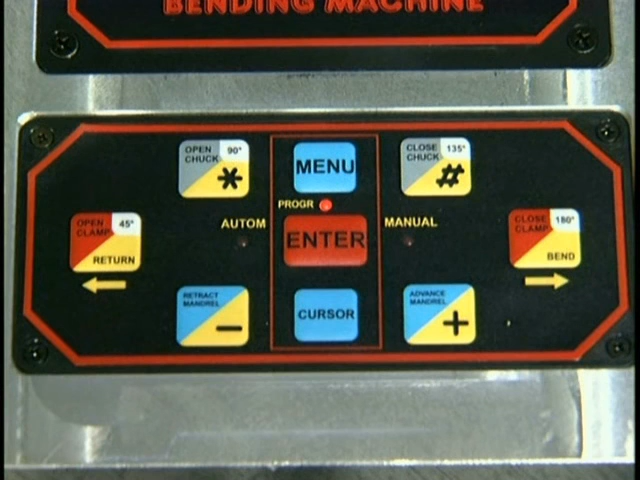 BENDING MACHINE
OPEN CHUCK
90°
*
MENU
CLOSE CHUCK
135°
#
PROGR
OPEN CLAMP
45°
RETURN
AUTOM
ENTER
MANUAL
CLOSE CLAMP
180°
BEND
RETRACT MANDREL
−
CURSOR
ADVANCE MANDREL
+